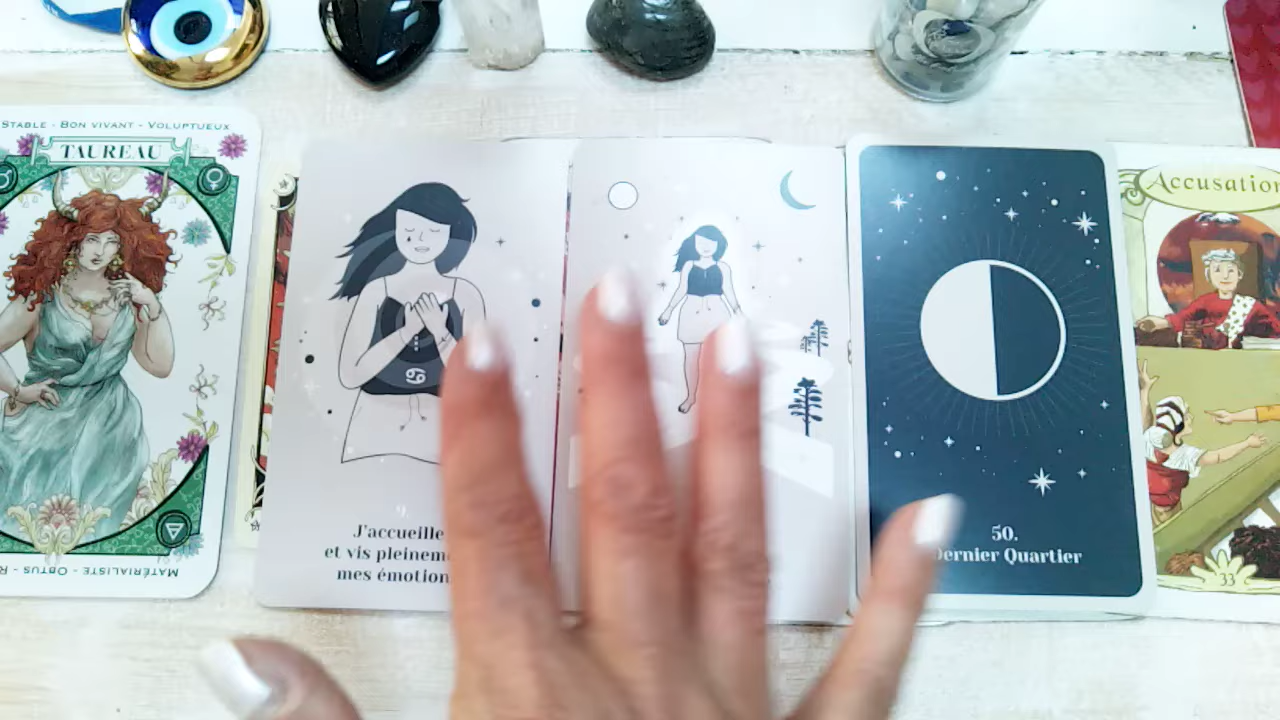 STABLE - BON VIVANT - VOLUPTUEUX
TAUREAU
MATÉRIALISTE - OBTUS - R
9.
J'accueille
et vis pleinem
mes émotion
50.
Dernier Quartier
Accusation
33